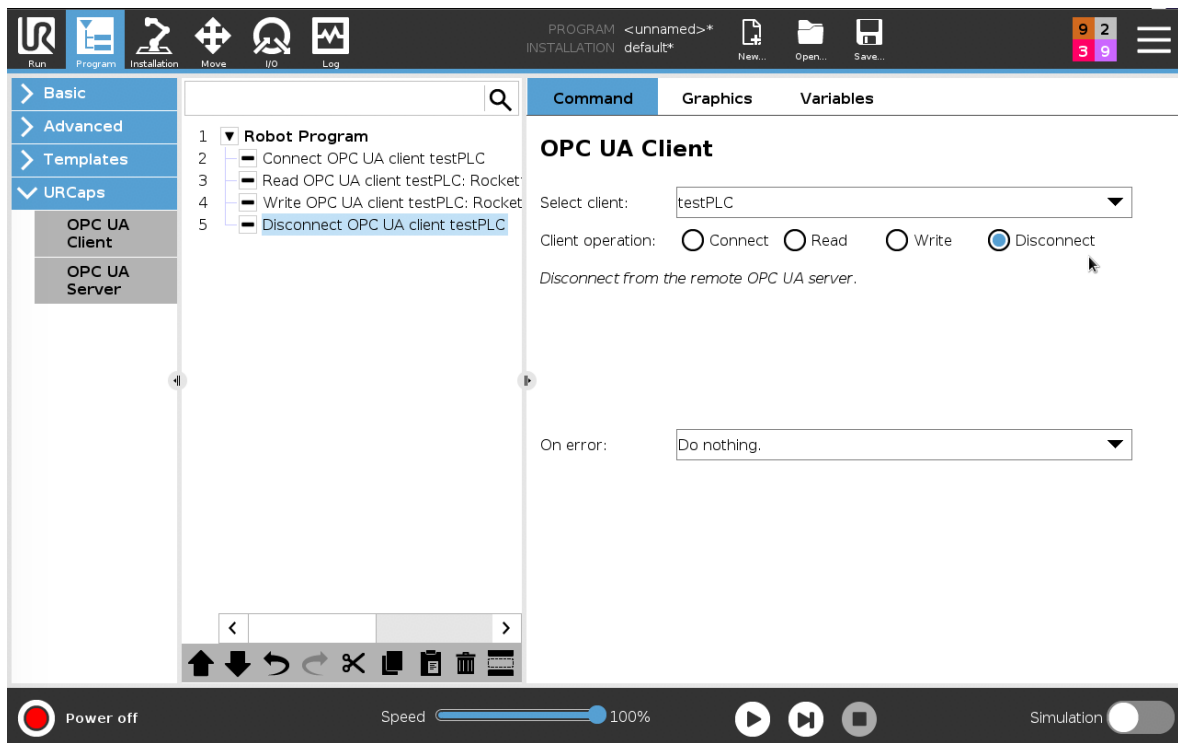 UR
PROGRAM <unnamed>*
INSTALLATION default*
Run
Program
Installation
Move
I/O
Log
New...
Open...
Save...
9 2
3 9
Basic
Advanced
Templates
URCaps
OPC UA
Client
OPC UA
Server
1 Robot Program
2 Connect OPC UA client testPLC
3 Read OPC UA client testPLC: Rocket
4 Write OPC UA client testPLC: Rocket
5 Disconnect OPC UA client testPLC
Command Graphics Variables
OPC UA Client
Select client: testPLC
Client operation: Connect Read Write Disconnect
Disconnect from the remote OPC UA server.
On error: Do nothing.
Power off
Speed 100%
Simulation